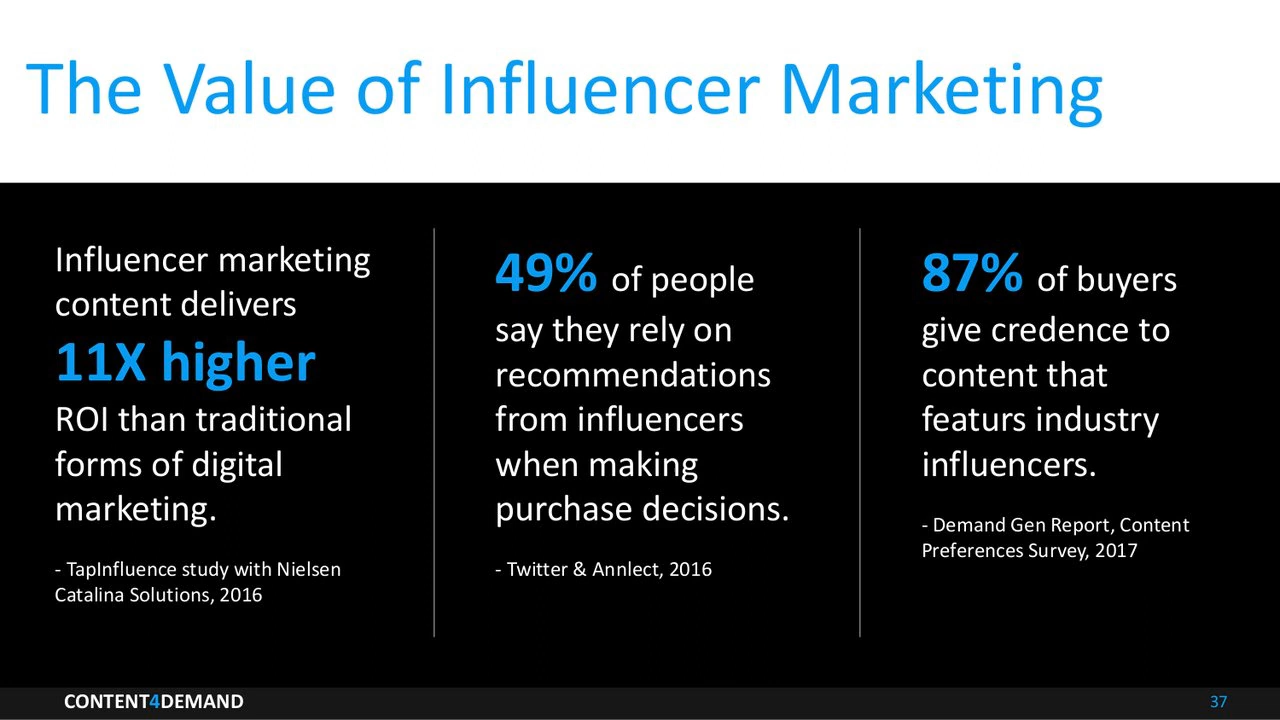 The Value of Influencer Marketing
Influencer marketing
content delivers
11X higher
ROI than traditional
forms of digital
marketing.
- TapInfluence study with Nielsen
Catalina Solutions, 2016
49% of people
say they rely on
recommendations
from influencers
when making
purchase decisions.
- Twitter & Annlect, 2016
87% of buyers
give credence to
content that
featurs industry
influencers.
- Demand Gen Report, Content
Preferences Survey, 2017
CONTENT4DEMAND
37